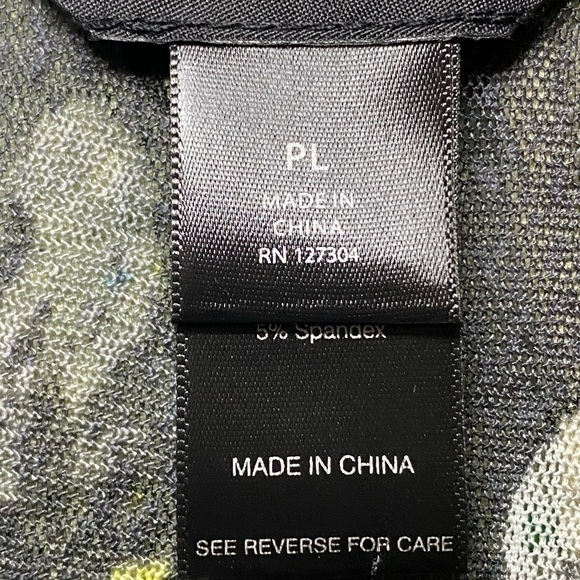 PL
MADE IN
CHINA
RN 127304
5% Spandex
MADE IN CHINA
SEE REVERSE FOR CARE